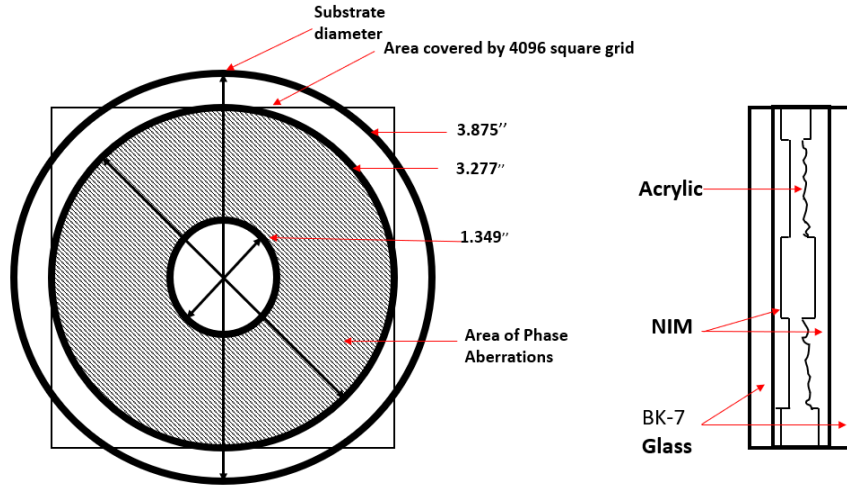 Substrate
diameter
Area covered by 4096 square grid
3.875’’
3.277’’
1.349’’
Area of Phase
Aberrations
Acrylic
NIM
BK-7
Glass